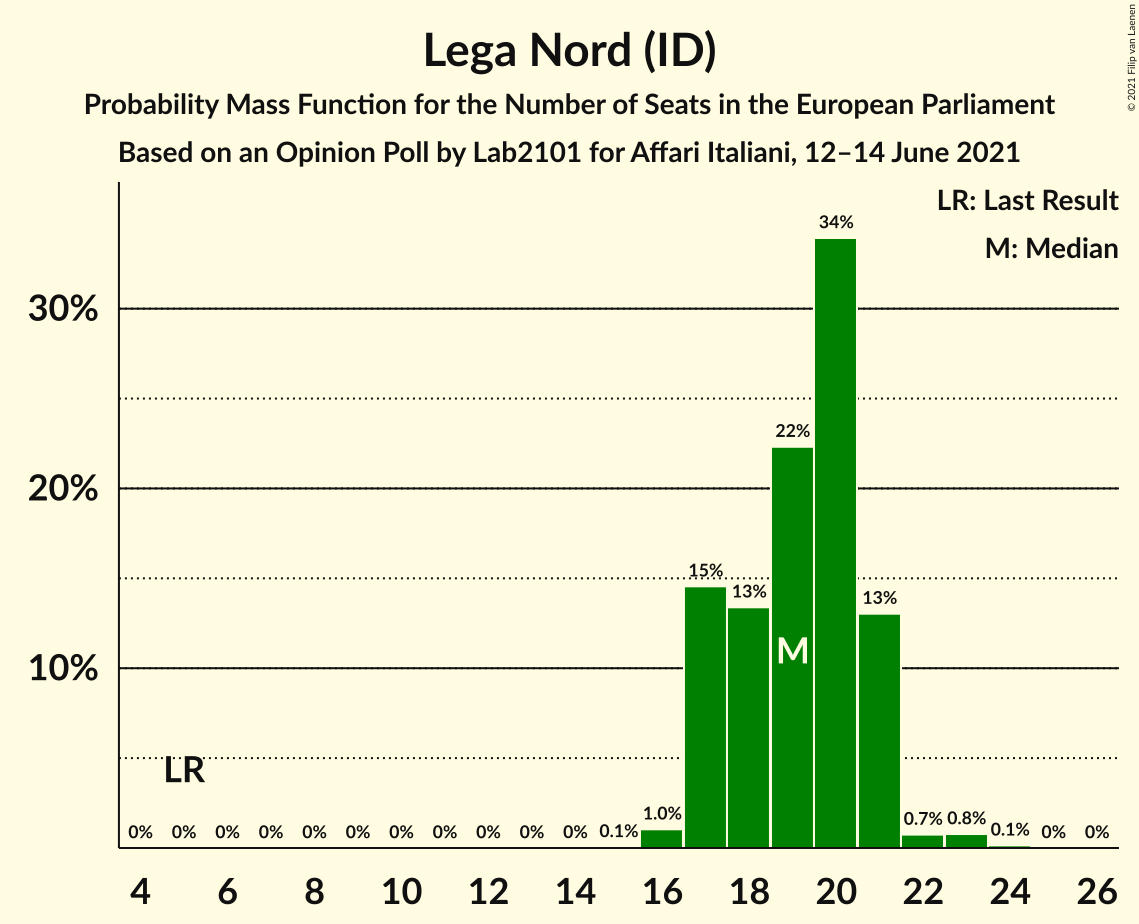 Lega Nord (ID)
Probability Mass Function for the Number of Seats in the European Parliament
Based on an Opinion Poll by Lab2101 for Affari Italiani, 12–14 June 2021
© 2021 Filip van Laenen
LR: Last Result
M: Median
34%
30%
22%
20%
15%
13%
13%
M
10%
LR
0% 0% 0% 0% 0% 0% 0% 0% 0% 0% 0% 0.1% 1.0% 0.7% 0.8% 0.1% 0% 0%
4 6 8 10 12 14 16 18 20 22 24 26